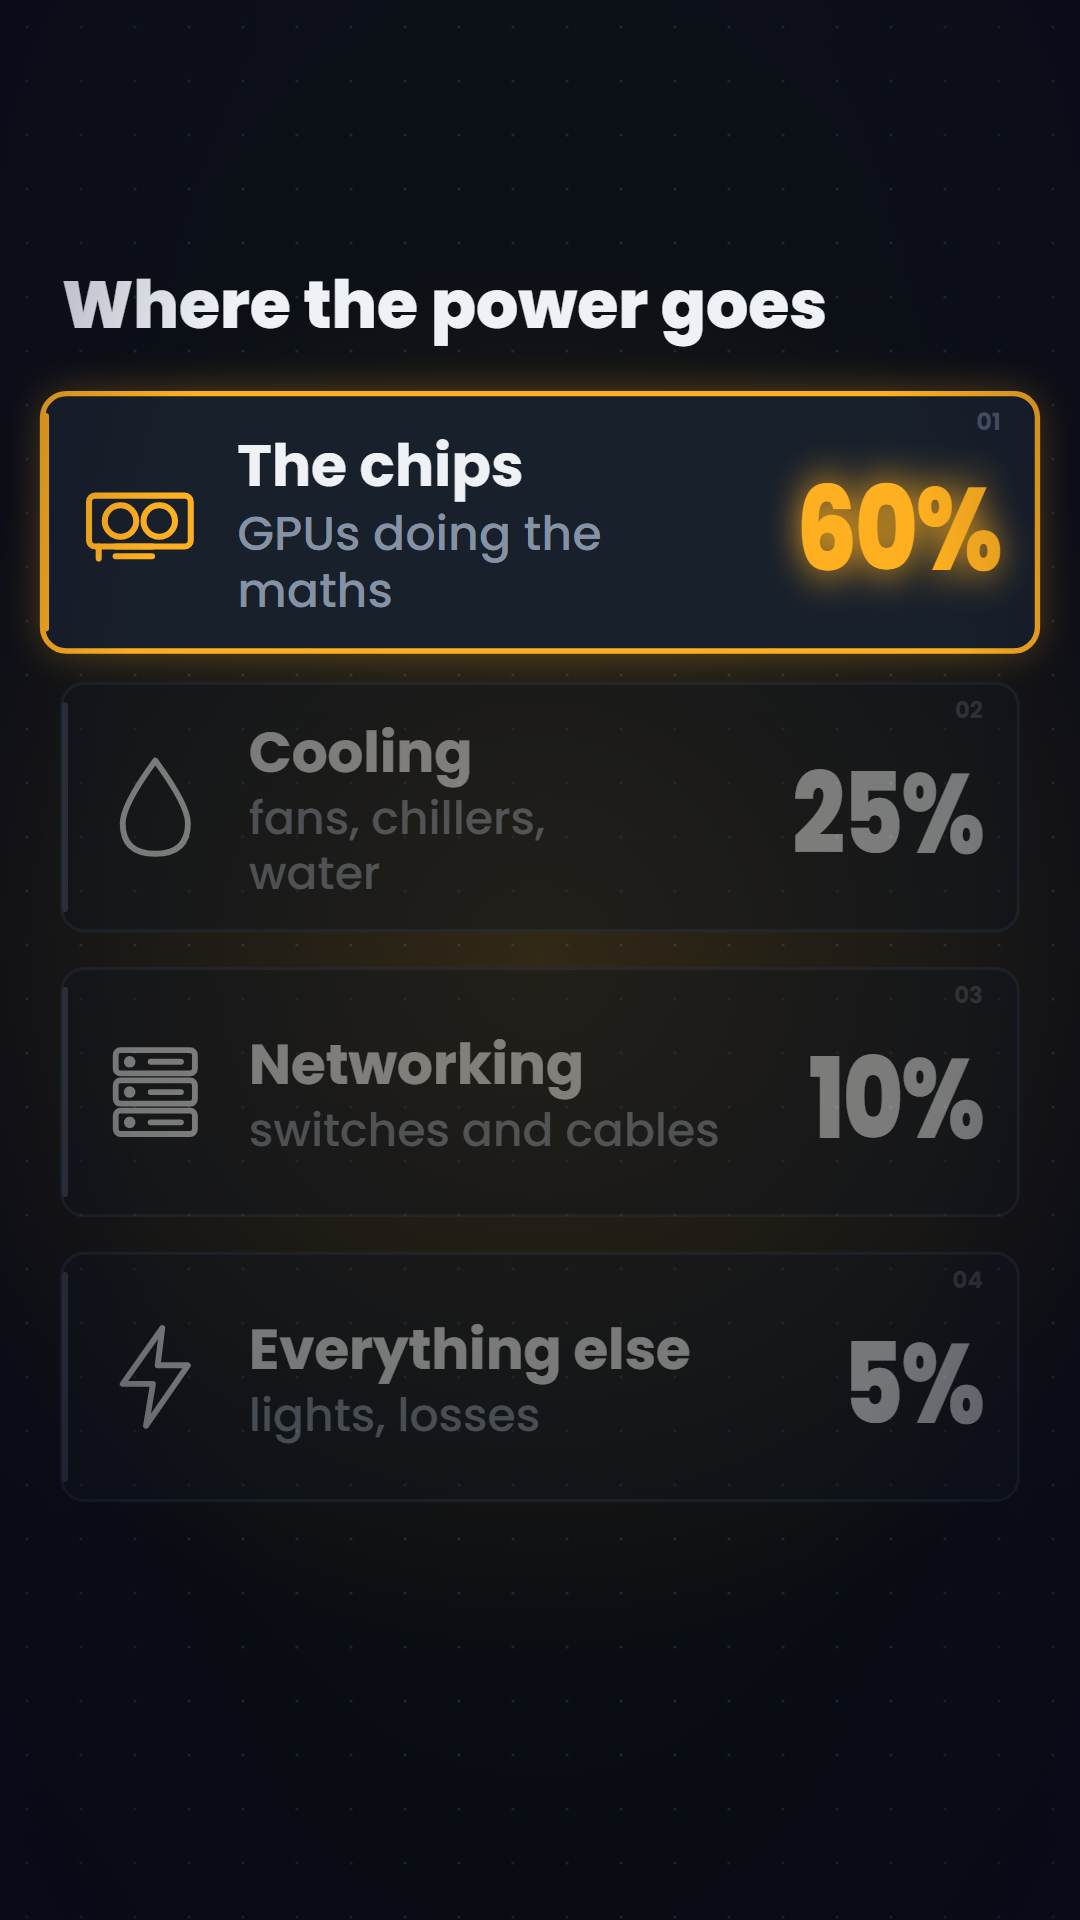 Where the power goes
01
The chips
GPUs doing the
maths
60%
02
Cooling
fans, chillers,
water
25%
03
Networking
switches and cables
10%
04
Everything else
lights, losses
5%